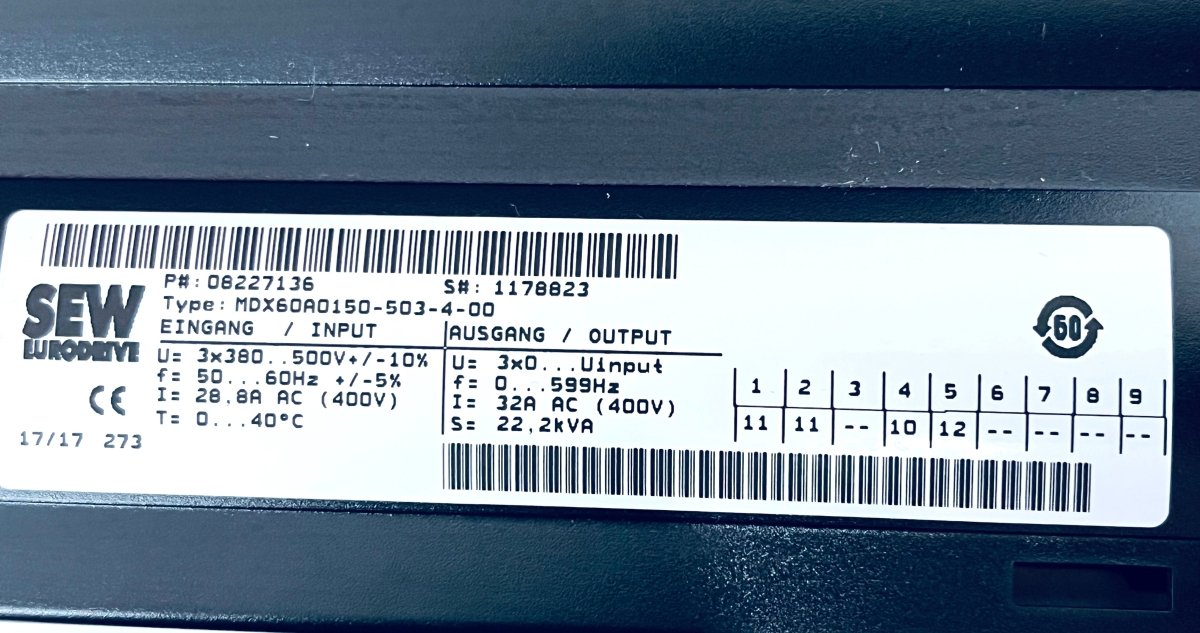 P#: 08227136 S#: 1178823
Type: MDX60A0150-503-4-00
SEW
EURODRIVE
EINGANG / INPUT
U= 3x380..500V+/-10%
f= 50...60Hz +/-5%
I= 28.8A AC (400V)
T= 0...40°C
AUSGANG / OUTPUT
U= 3x0...Uinput
f= 0...599Hz
I= 32A AC (400V)
S= 22,2kVA
CE
17/17 273
60
1 2 3 4 5 6 7 8 9
11 11 -- 10 12 -- -- -- --